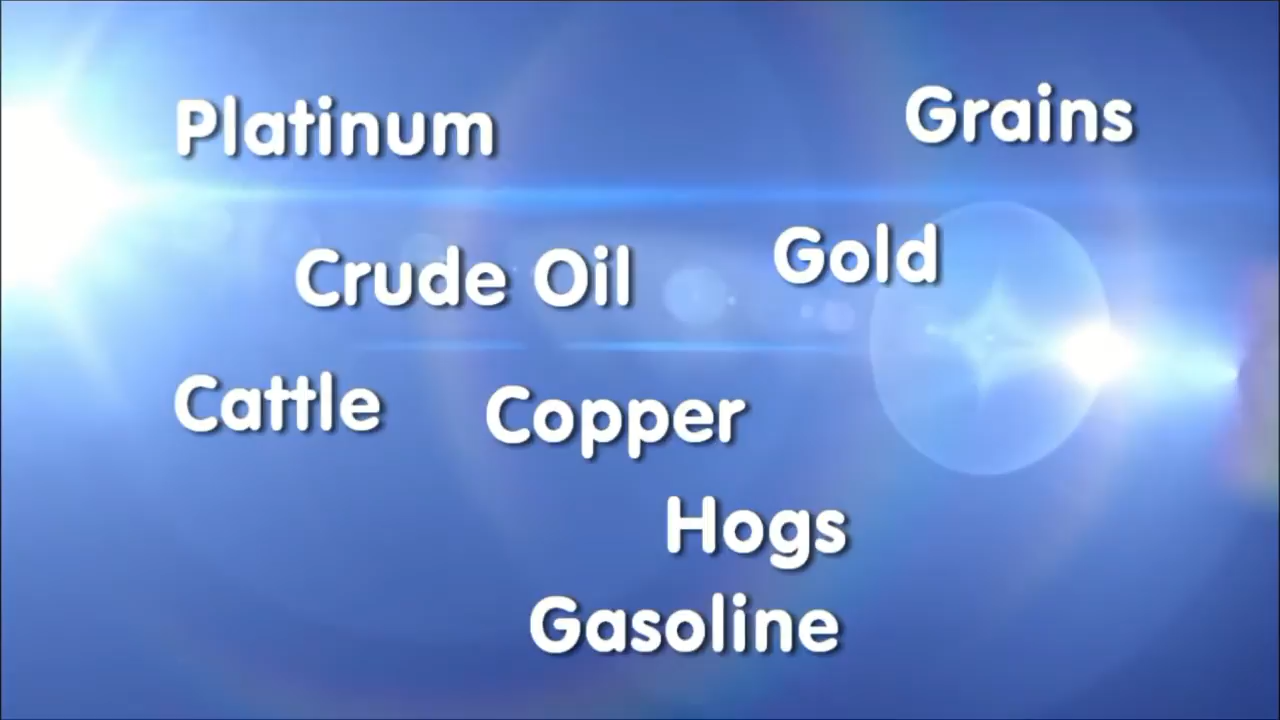 Platinum
Grains
Crude Oil
Gold
Cattle
Copper
Hogs
Gasoline